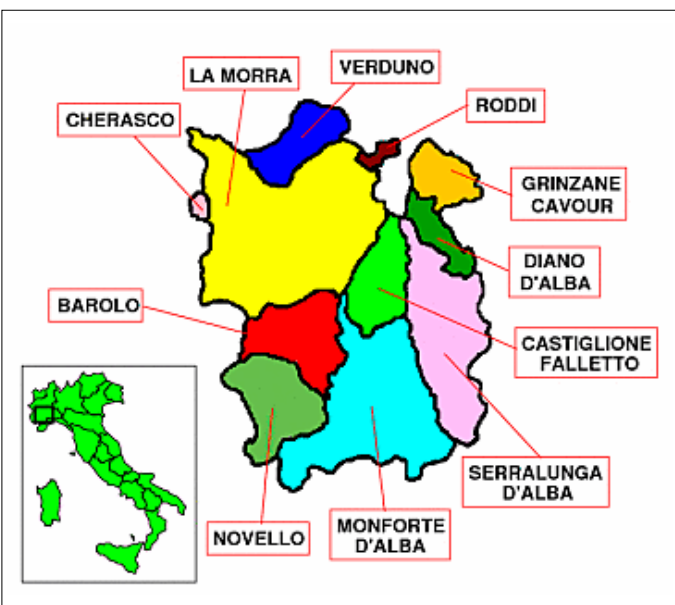 VERDUNO
LA MORRA
RODDI
CHERASCO
GRINZANE
CAVOUR
DIANO
D'ALBA
BAROLO
CASTIGLIONE
FALLETTO
SERRALUNGA
D'ALBA
NOVELLO
MONFORTE
D'ALBA